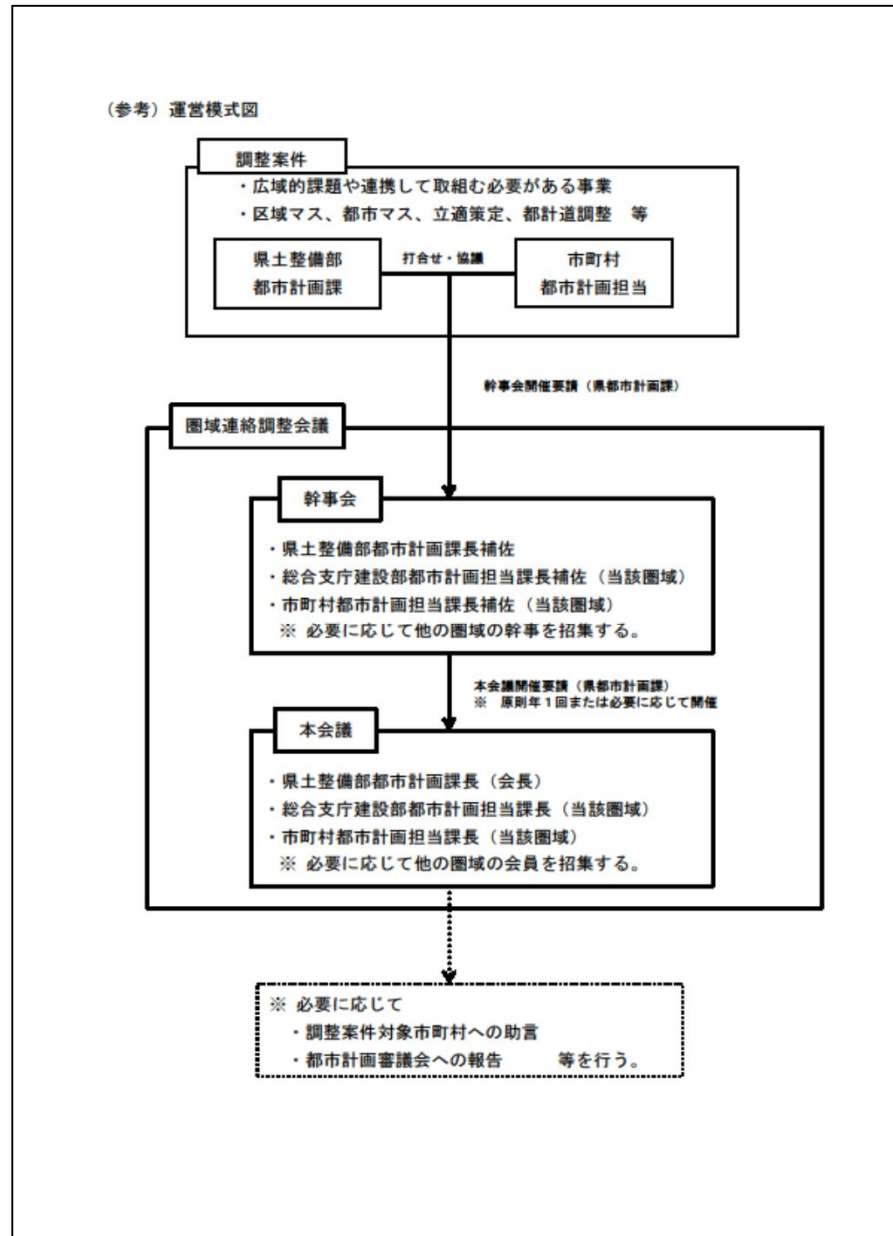 （参考）運営模式図
調整案件
・広域的課題や連携して取組む必要がある事業
・区域マス、都市マス、立適策定、都計道調整　等
県土整備部
都市計画課
打合せ・協議
市町村
都市計画担当
幹事会開催要請（県都市計画課）
圏域連絡調整会議
幹事会
・県土整備部都市計画課長補佐
・総合支庁建設部都市計画担当課長補佐（当該圏域）
・市町村都市計画担当課長補佐（当該圏域）
※ 必要に応じて他の圏域の幹事を招集する。
本会議開催要請（県都市計画課）
※　原則年１回または必要に応じて開催
本会議
・県土整備部都市計画課長（会長）
・総合支庁建設部都市計画担当課長（当該圏域）
・市町村都市計画担当課長（当該圏域）
※ 必要に応じて他の圏域の会員を招集する。
※ 必要に応じて
・調整案件対象市町村への助言
・都市計画審議会への報告　　　等を行う。